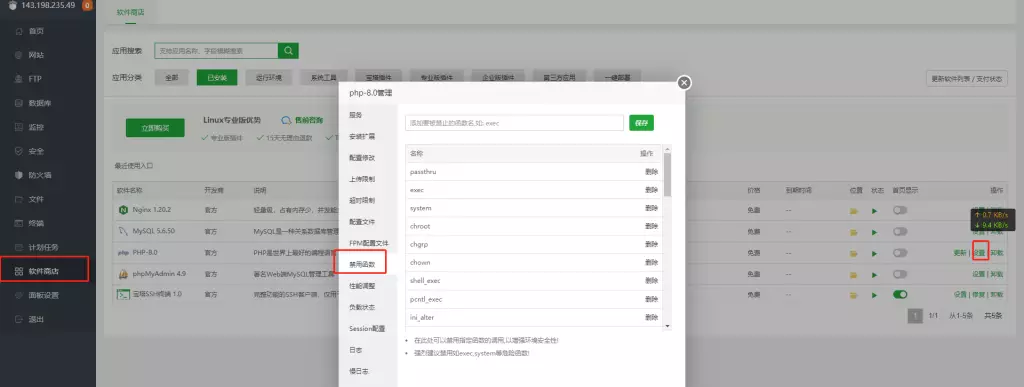 143.198.235.49 0
首页
网站
FTP
数据库
监控
安全
防火墙
文件
终端
计划任务
软件商店
面板设置
退出
软件商店
应用搜索 支持应用名称、字段模糊搜索
应用分类 全部 已安装 运行环境 系统工具 宝塔插件 专业版插件 企业版插件 第三方应用 一键部署
更新软件列表 / 支付状态
立即购买 Linux专业版优势 售前咨询
专业版插件 15天无理由退款
最近使用入口
软件名称 开发商 说明 价格 到期时间 位置 状态 首页显示 操作
Nginx 1.20.2 官方 轻量级，占有内存少，并发能 免费 --
MySQL 5.6.50 官方 MySQL是一种关系数据库管理 免费 --
PHP-8.0 官方 PHP是世界上最好的编程语言 免费 -- 更新 | 设置 | 卸载
phpMyAdmin 4.9 官方 著名Web端MySQL管理工具 免费 -- 设置 | 卸载
宝塔SSH终端 1.0 官方 完整功能的SSH客户端，仅用于 免费 -- 设置 | 修复 | 卸载
1 1/1 从1-5条 共5条
↑ 0.7 KB/s
↓ 9.4 KB/s
php-8.0管理
服务
安装扩展
配置修改
上传限制
超时限制
配置文件
FPM配置文件
禁用函数
性能调整
负载状态
Session配置
日志
慢日志
添加要被禁止的函数名,如: exec 保存
名称 操作
passthru 删除
exec 删除
system 删除
chroot 删除
chgrp 删除
chown 删除
shell_exec 删除
pcntl_exec 删除
ini_alter 删除
在此处可以禁用指定函数的调用,以增强环境安全性!
强烈建议禁用如exec,system等危险函数!